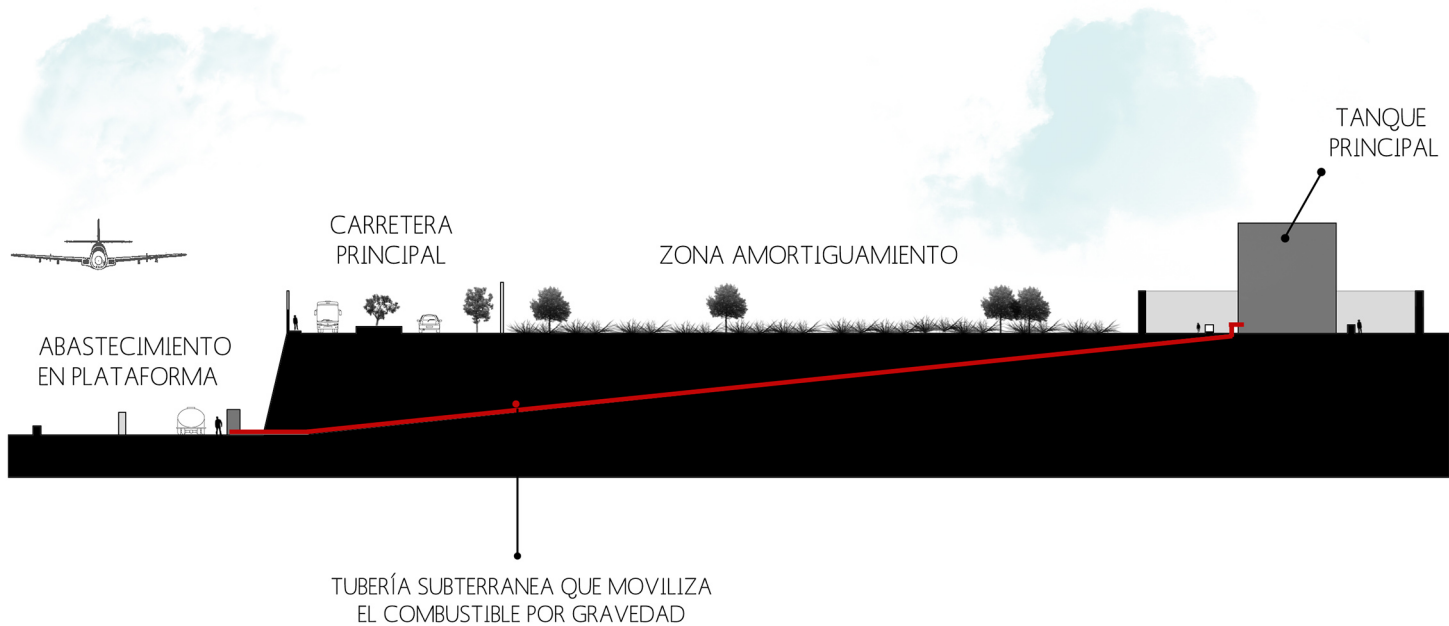 TANQUE
PRINCIPAL
CARRETERA
PRINCIPAL
ZONA AMORTIGUAMIENTO
ABASTECIMIENTO
EN PLATAFORMA
TUBERÍA SUBTERRANEA QUE MOVILIZA
EL COMBUSTIBLE POR GRAVEDAD